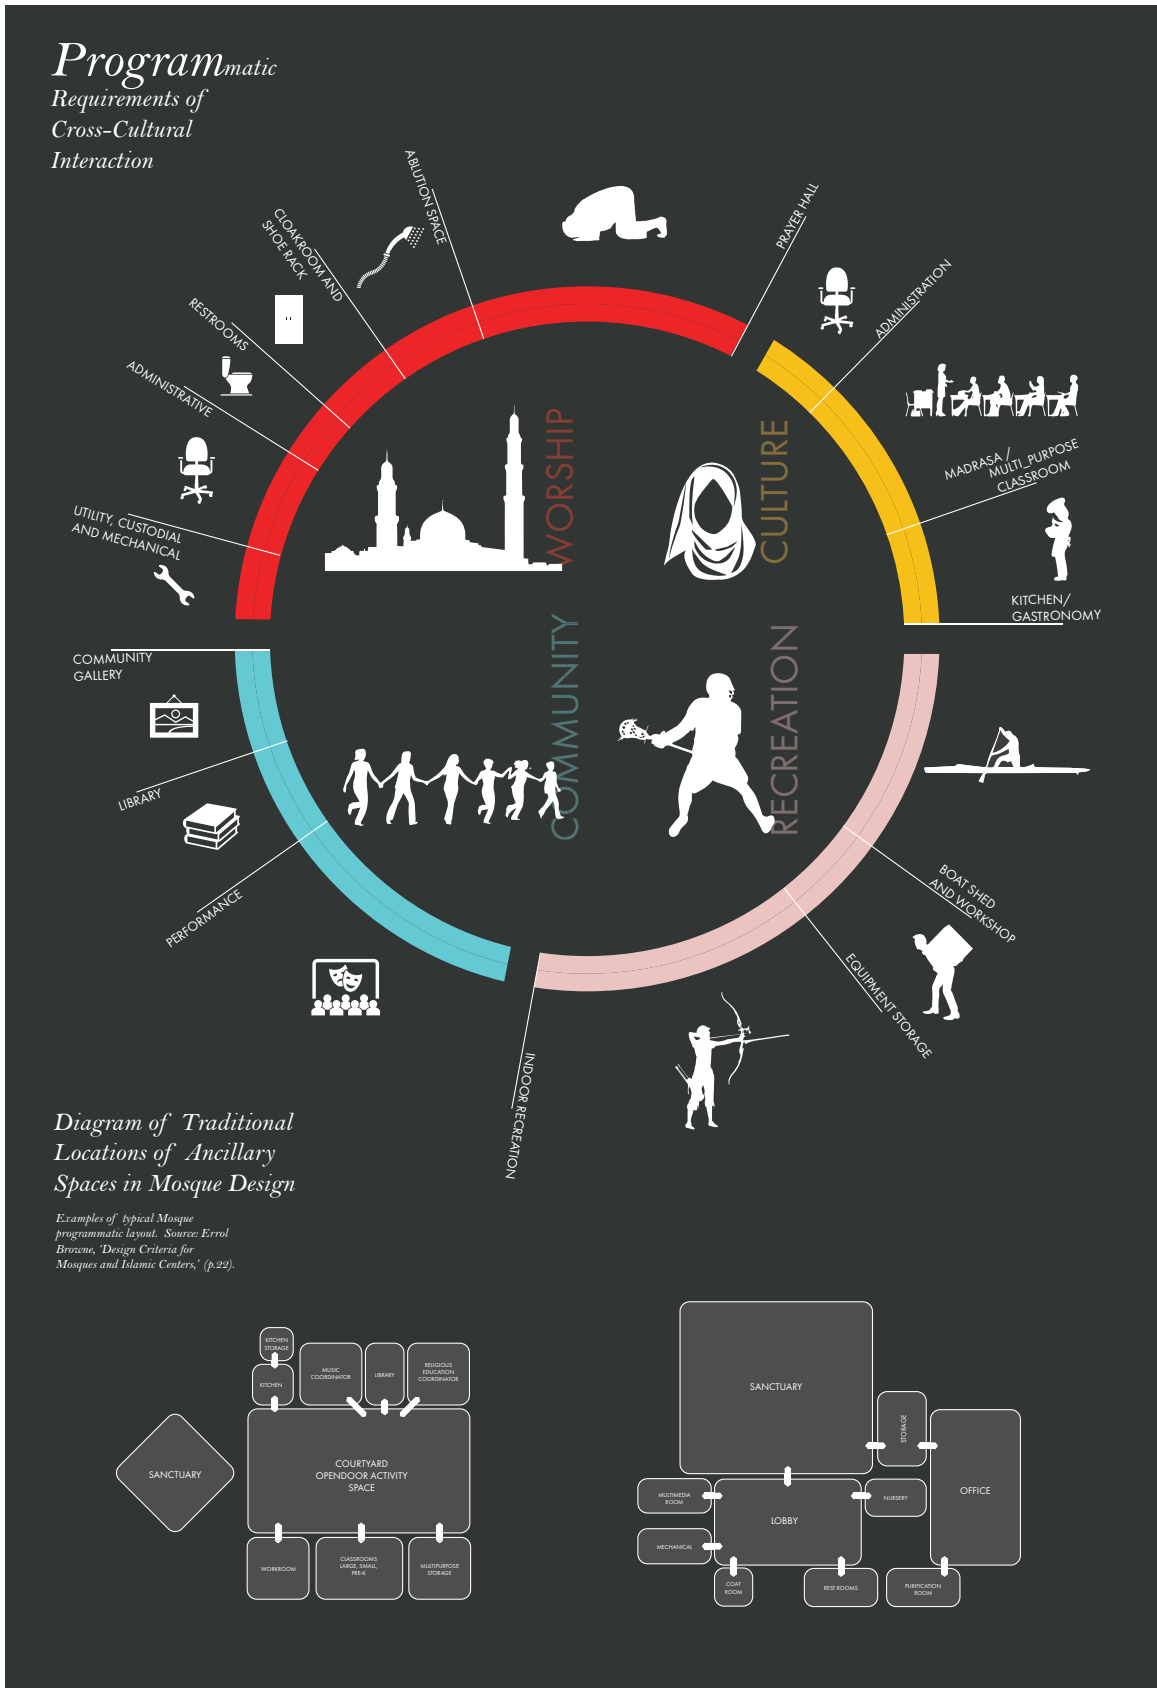 Programmatic
Requirements of
Cross-Cultural
Interaction
ABLUTION SPACE
CLOAKROOM AND
SHOE RACK
RESTROOMS
ADMINISTRATIVE
UTILITY, CUSTODIAL
AND MECHANICAL
PRAYER HALL
ADMINISTRATION
MADRASA /
MULTI_PURPOSE
CLASSROOM
KITCHEN/
GASTRONOMY
WORSHIP
CULTURE
COMMUNITY
RECREATION
COMMUNITY
GALLERY
LIBRARY
PERFORMANCE
BOAT SHED
AND WORKSHOP
EQUIPMENT STORAGE
INDOOR RECREATION
Diagram of Traditional
Locations of Ancillary
Spaces in Mosque Design
Examples of typical Mosque
programmatic layout. Source: Errol
Browne, 'Design Criteria for
Mosques and Islamic Centers,' (p.22).
KITCHEN
STORAGE
KITCHEN
MUSIC
COORDINATOR
LIBRARY
RELIGIOUS
EDUCATION
COORDINATOR
SANCTUARY
COURTYARD
OPENDOOR ACTIVITY
SPACE
WORKROOM
CLASSROOMS
LARGE, SMALL,
PRE-K
MULTIPURPOSE
STORAGE
SANCTUARY
STORAGE
OFFICE
MULTIMEDIA
ROOM
NURSERY
LOBBY
MECHANICAL
COAT
ROOM
REST ROOMS
PURIFICATION
ROOM